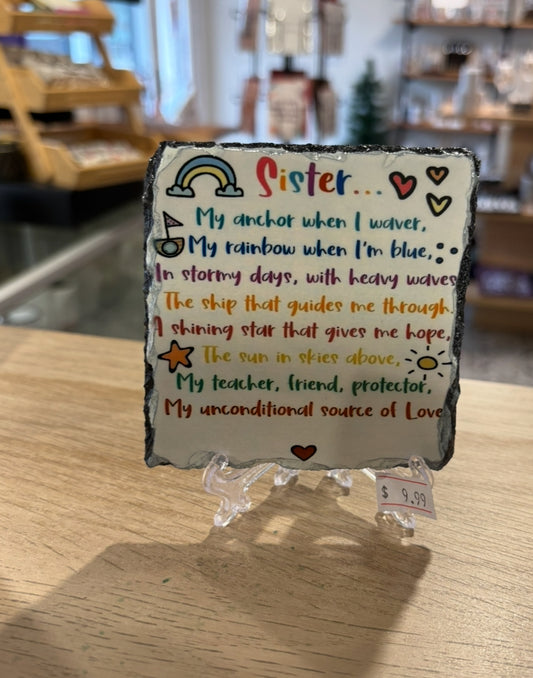 Sister...
My anchor when I waver,
My rainbow when I'm blue,
In stormy days, with heavy waves
The ship that guides me through.
A shining star that gives me hope,
The sun in skies above,
My teacher, friend, protector,
My unconditional source of Love
$ 9.99